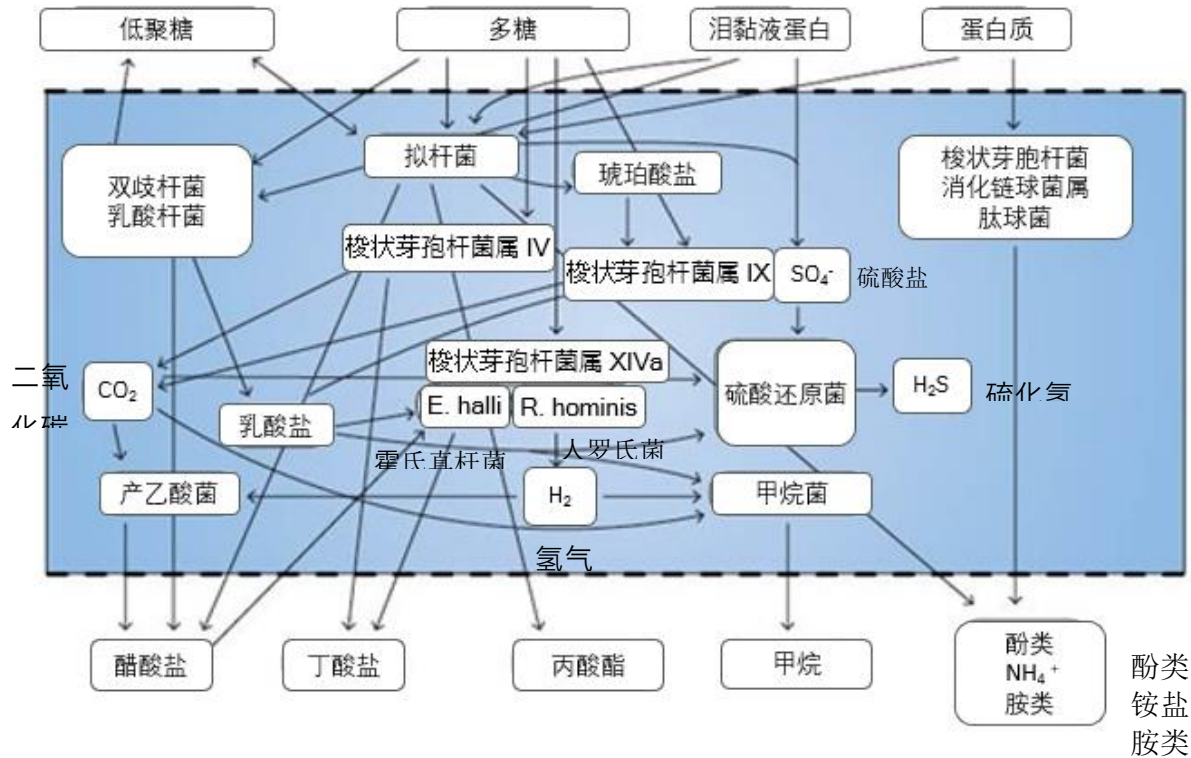 低聚糖
多糖
泪黏液蛋白
蛋白质
双歧杆菌
乳酸杆菌
拟杆菌
琥珀酸盐
梭状芽胞杆菌
消化链球菌属
肽球菌
梭状芽孢杆菌属 IV
梭状芽孢杆菌属 IX
SO₄⁻
硫酸盐
二氧
化碳
CO₂
梭状芽孢杆菌属 XIVa
E. halli
R. hominis
乳酸盐
霍氏真杆菌
人罗氏菌
硫酸还原菌
H₂S
硫化氢
产乙酸菌
H₂
氢气
甲烷菌
醋酸盐
丁酸盐
丙酸酯
甲烷
酚类
NH₄⁺
胺类
酚类
铵盐
胺类